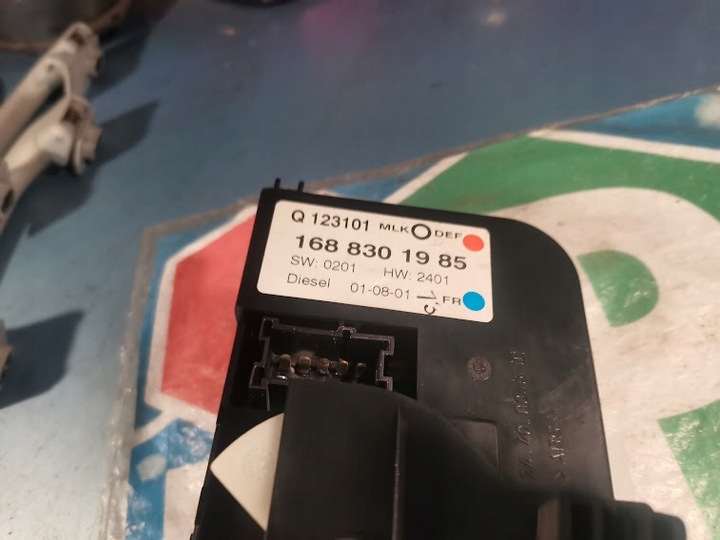 Q 123101 MLK O DEF
168 830 19 85
SW: 0201 HW: 2401
Diesel 01-08-01 FR